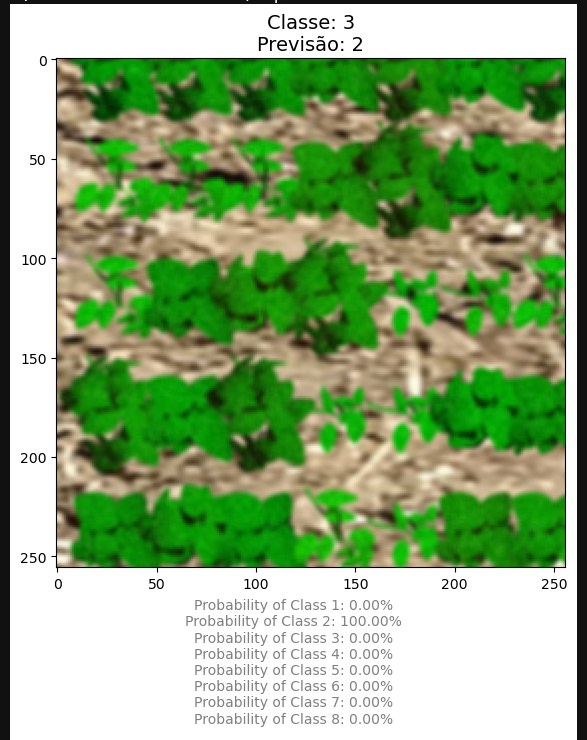 Classe: 3
Previsão: 2
0
50
100
150
200
250
0 50 100 150 200 250
Probability of Class 1: 0.00%
Probability of Class 2: 100.00%
Probability of Class 3: 0.00%
Probability of Class 4: 0.00%
Probability of Class 5: 0.00%
Probability of Class 6: 0.00%
Probability of Class 7: 0.00%
Probability of Class 8: 0.00%